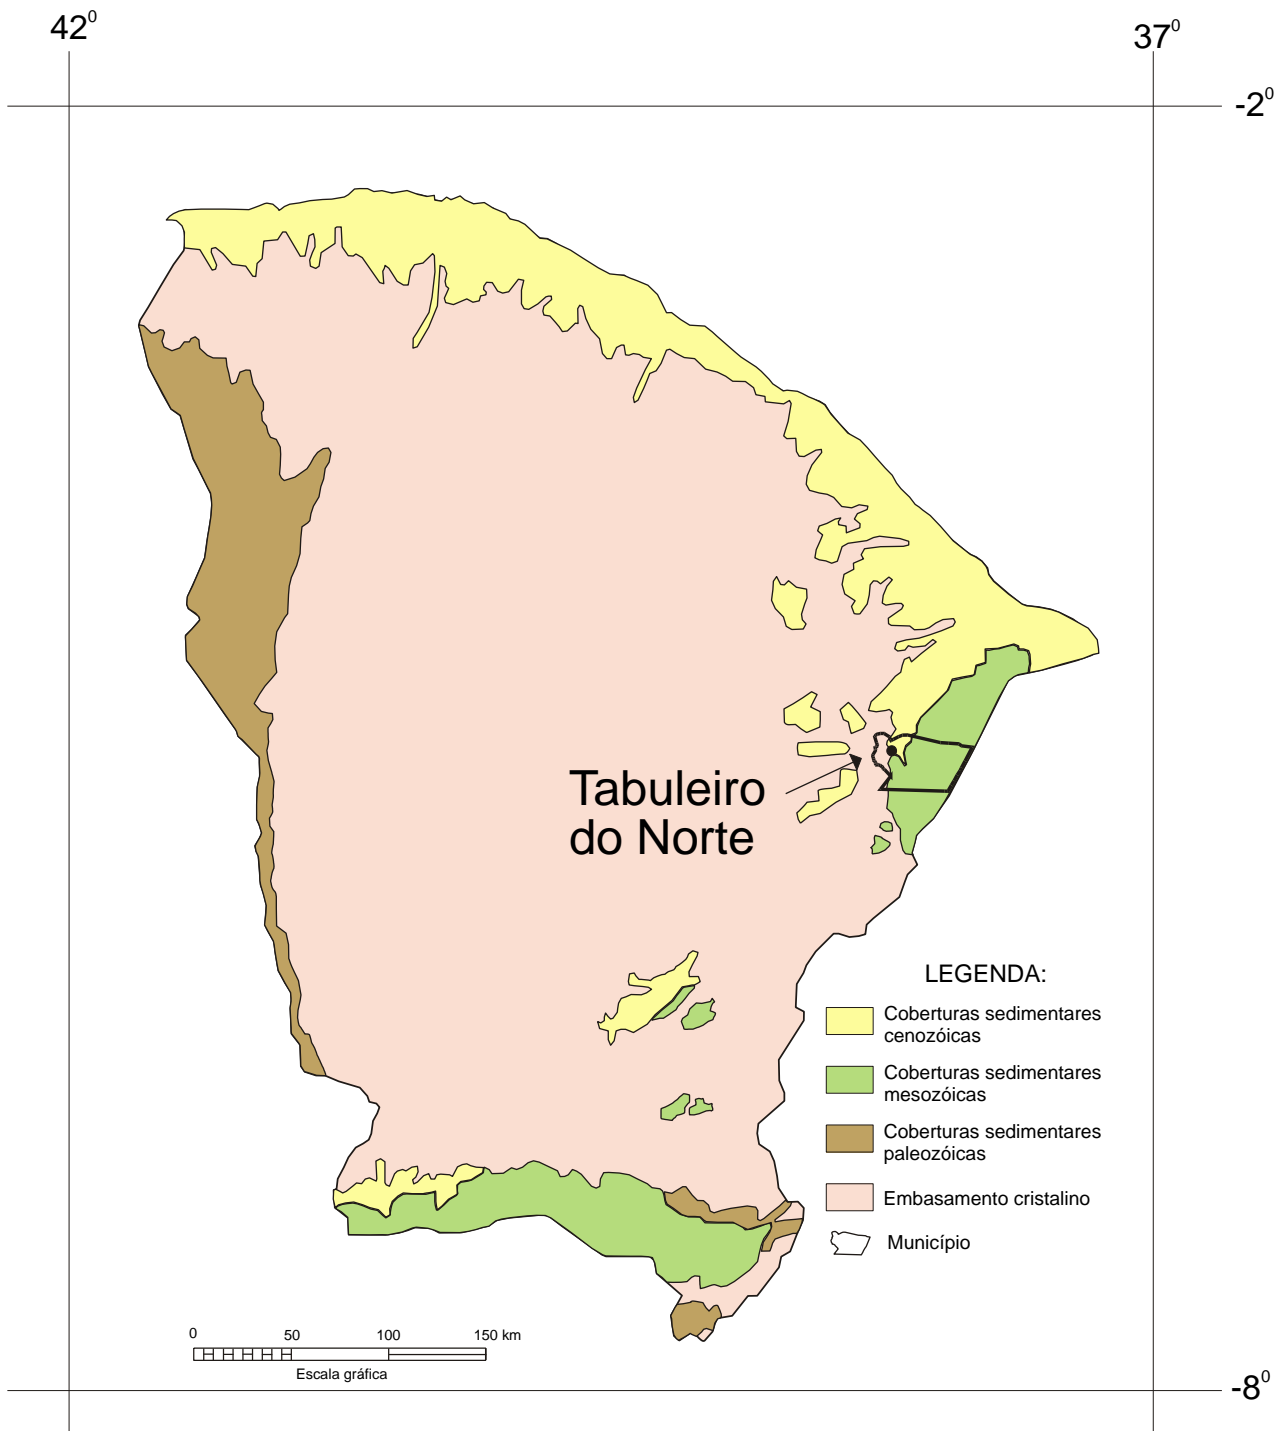 42⁰
37⁰
-2⁰
Tabuleiro
do Norte
LEGENDA:
Coberturas sedimentares
cenozóicas
Coberturas sedimentares
mesozóicas
Coberturas sedimentares
paleozóicas
Embasamento cristalino
Município
0 50 100 150 km
Escala gráfica
-8⁰